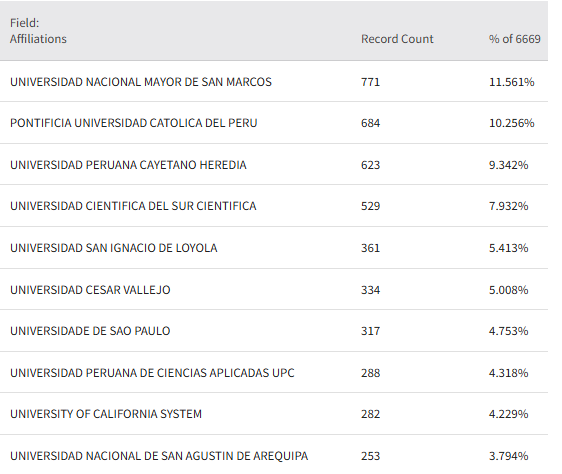 Field:
Affiliations Record Count % of 6669
UNIVERSIDAD NACIONAL MAYOR DE SAN MARCOS 771 11.561%
PONTIFICIA UNIVERSIDAD CATOLICA DEL PERU 684 10.256%
UNIVERSIDAD PERUANA CAYETANO HEREDIA 623 9.342%
UNIVERSIDAD CIENTIFICA DEL SUR CIENTIFICA 529 7.932%
UNIVERSIDAD SAN IGNACIO DE LOYOLA 361 5.413%
UNIVERSIDAD CESAR VALLEJO 334 5.008%
UNIVERSIDADE DE SAO PAULO 317 4.753%
UNIVERSIDAD PERUANA DE CIENCIAS APLICADAS UPC 288 4.318%
UNIVERSITY OF CALIFORNIA SYSTEM 282 4.229%
UNIVERSIDAD NACIONAL DE SAN AGUSTIN DE AREQUIPA 253 3.794%